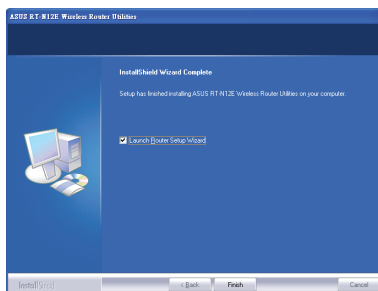 ASUS RT-N12E Wireless Router Utilities
InstallShield Wizard Complete
Setup has finished installing ASUS RT-N12E Wireless Router Utilities on your computer.
Launch Router Setup Wizard
InstallShield
< Back
Finish
Cancel